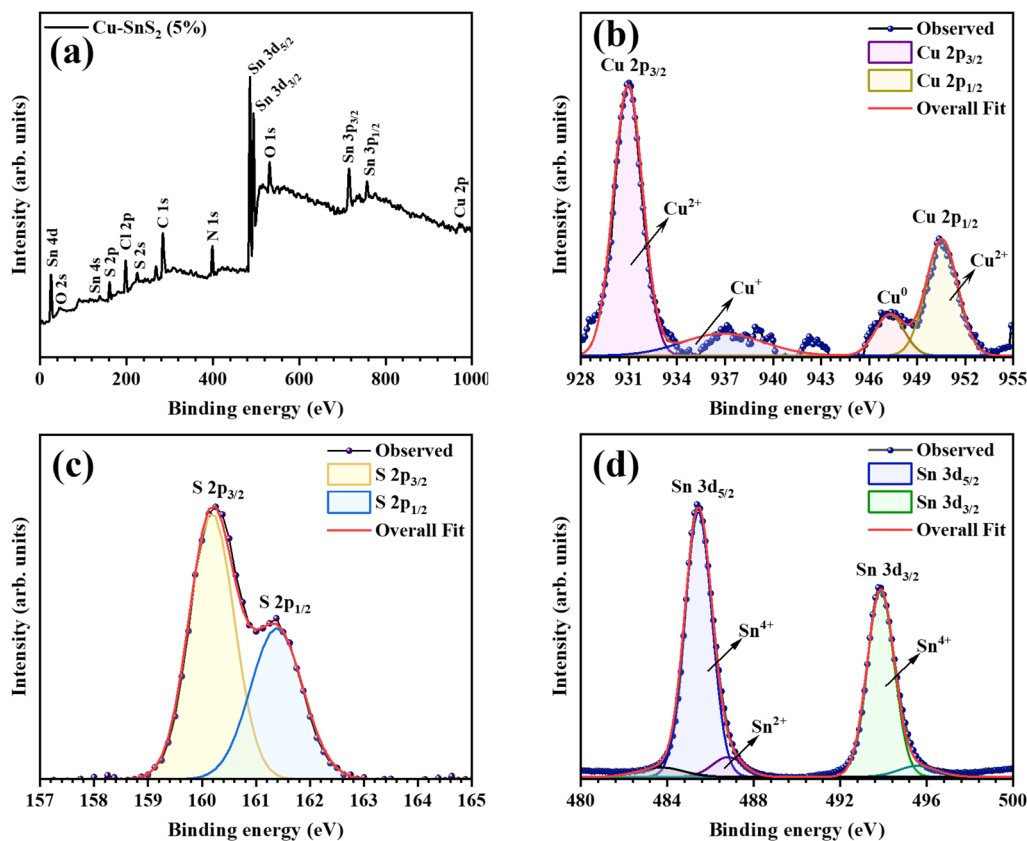 (a)
Cu-SnS₂ (5%)
Sn 3d₅/₂
Sn 3d₃/₂
O 1s
Sn 3p₃/₂
Sn 3p₁/₂
Cu 2p
Sn 4d
O 2s
Sn 4s
S 2p
Cl 2p
S 2s
C 1s
N 1s
Intensity (arb. units)
0 200 400 600 800 1000
Binding energy (eV)
(b)
Observed
Cu 2p₃/₂
Cu 2p₁/₂
Overall Fit
Cu 2p₃/₂
Cu²⁺
Cu⁺
Cu⁰
Cu 2p₁/₂
Cu²⁺
Intensity (arb. units)
928 931 934 937 940 943 946 949 952 955
Binding energy (eV)
(c)
Observed
S 2p₃/₂
S 2p₁/₂
Overall Fit
S 2p₃/₂
S 2p₁/₂
Intensity (arb. units)
157 158 159 160 161 162 163 164 165
Binding energy (eV)
(d)
Observed
Sn 3d₅/₂
Sn 3d₃/₂
Overall Fit
Sn 3d₅/₂
Sn 3d₃/₂
Sn⁴⁺
Sn⁴⁺
Sn²⁺
Intensity (arb. units)
480 484 488 492 496 500
Binding energy (eV)